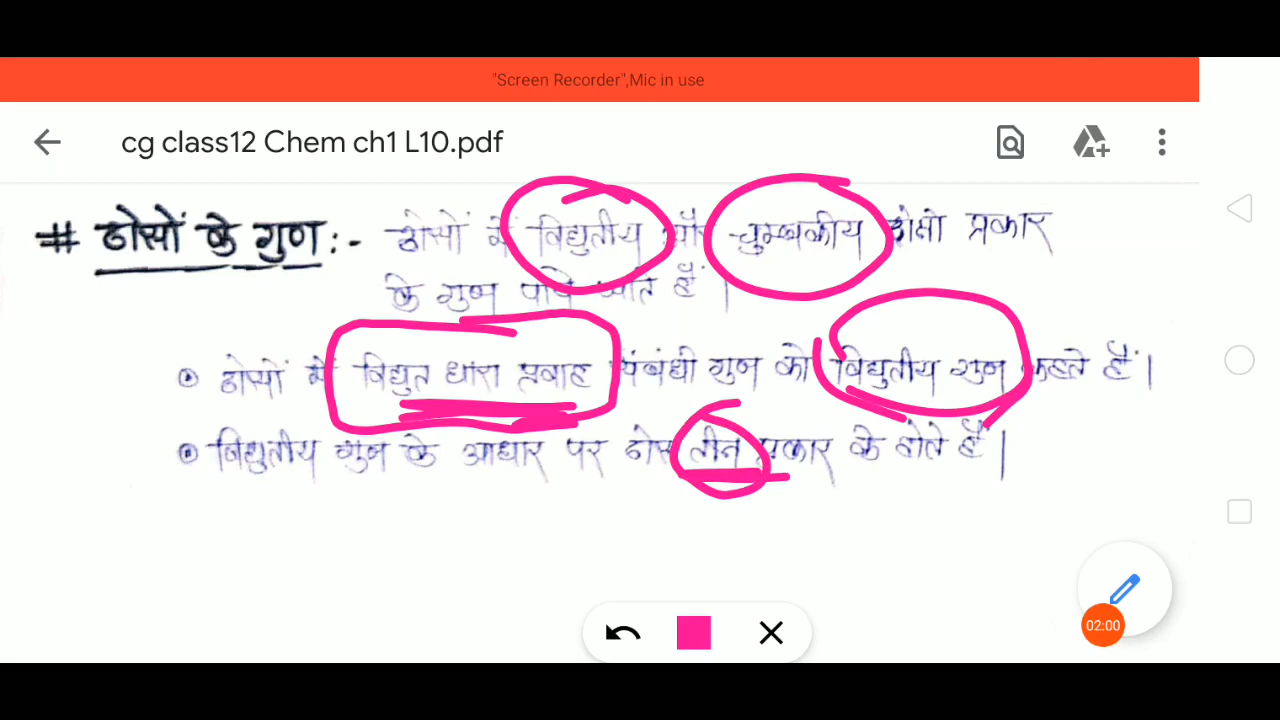 "Screen Recorder",Mic in use
cg class12 Chem ch1 L10.pdf
# ठोसों के गुण :- ठोसों में विद्युतीय और चुम्बकीय दोनों प्रकार
के गुण पाये जाते हैं ।
ठोसों में विद्युत धारा प्रवाह संबंधी गुण को विद्युतीय गुण कहते हैं ।
विद्युतीय गुण के आधार पर ठोस तीन प्रकार के होते हैं ।
02:00